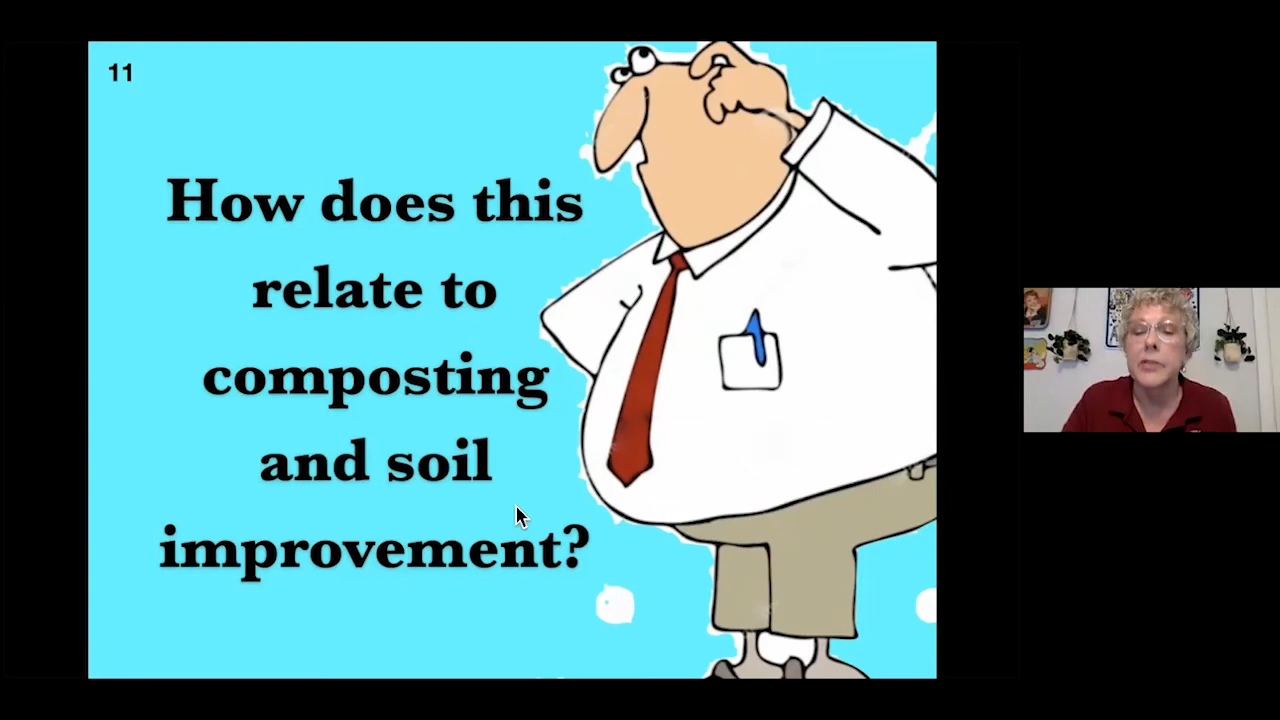 11
How does this
relate to
composting
and soil
improvement?